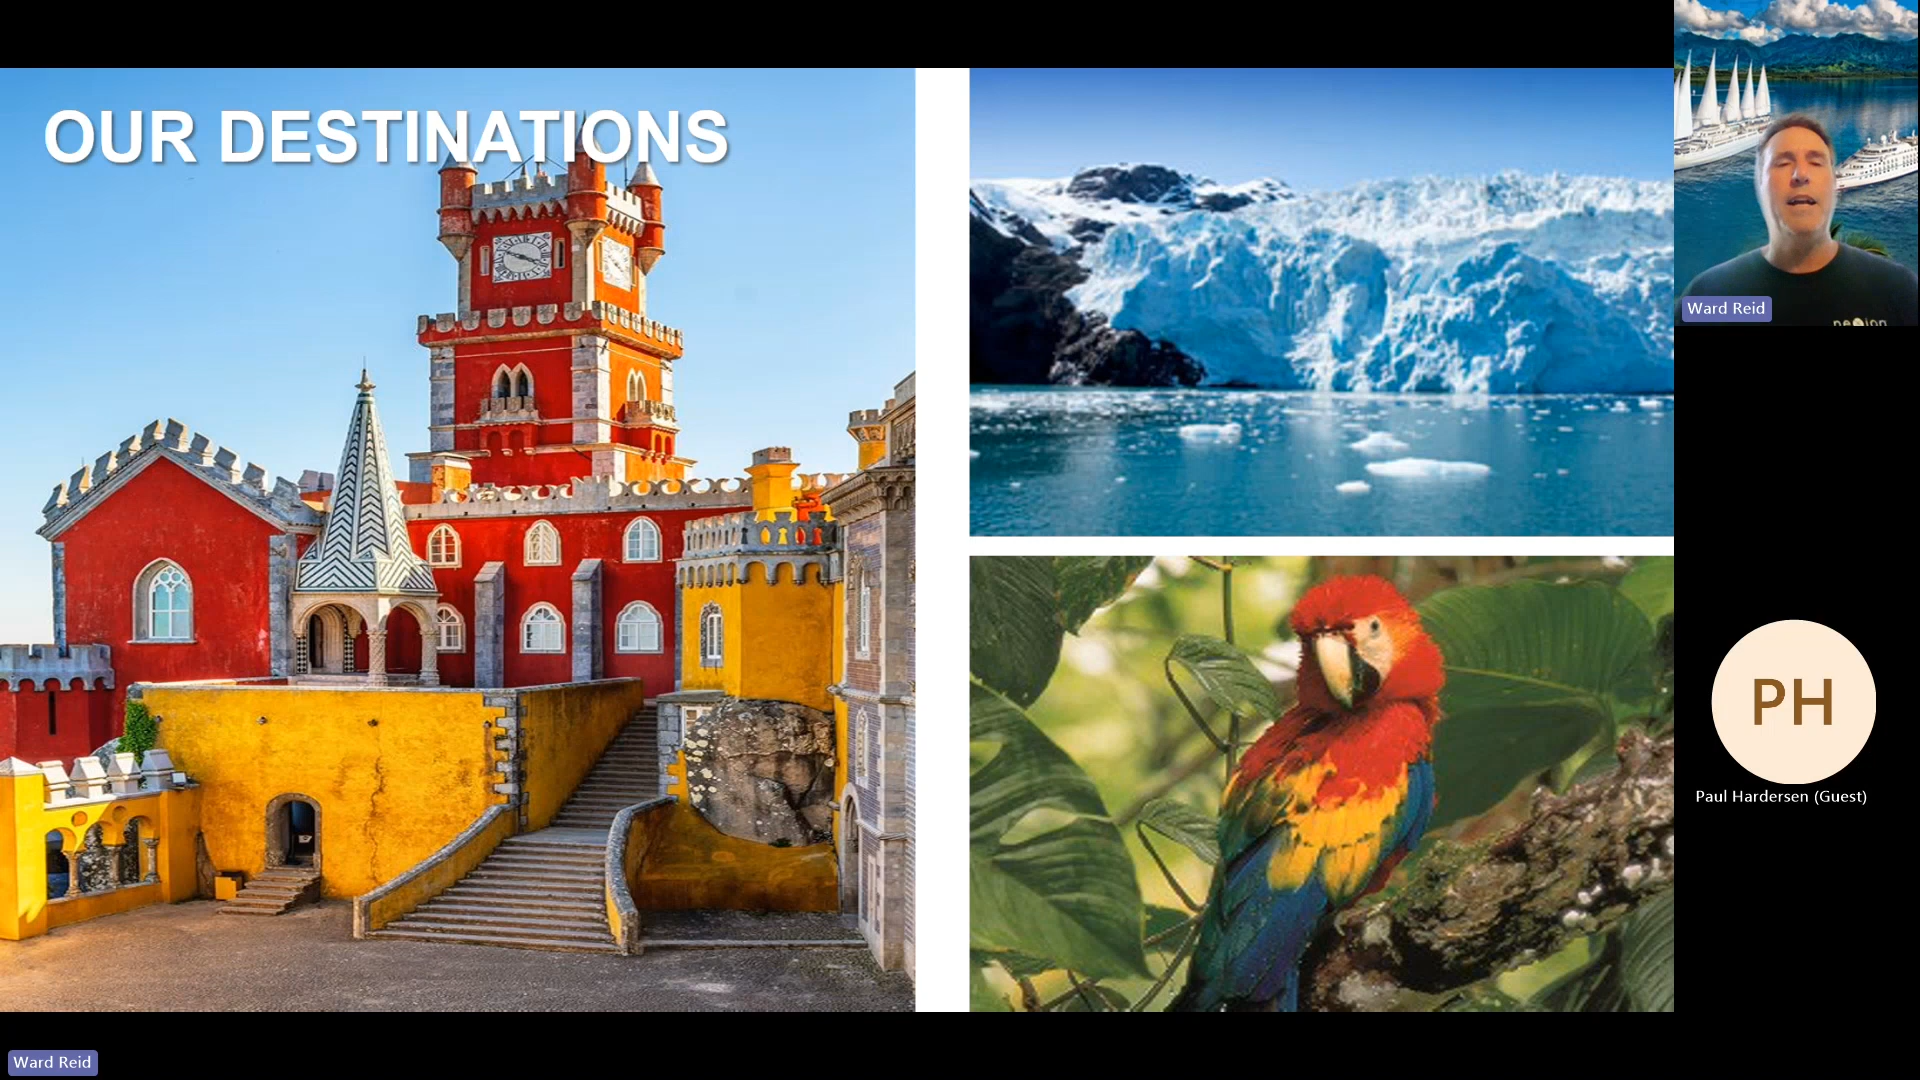 OUR DESTINATIONS
Ward Reid
PH
Paul Hardersen (Guest)
Ward Reid